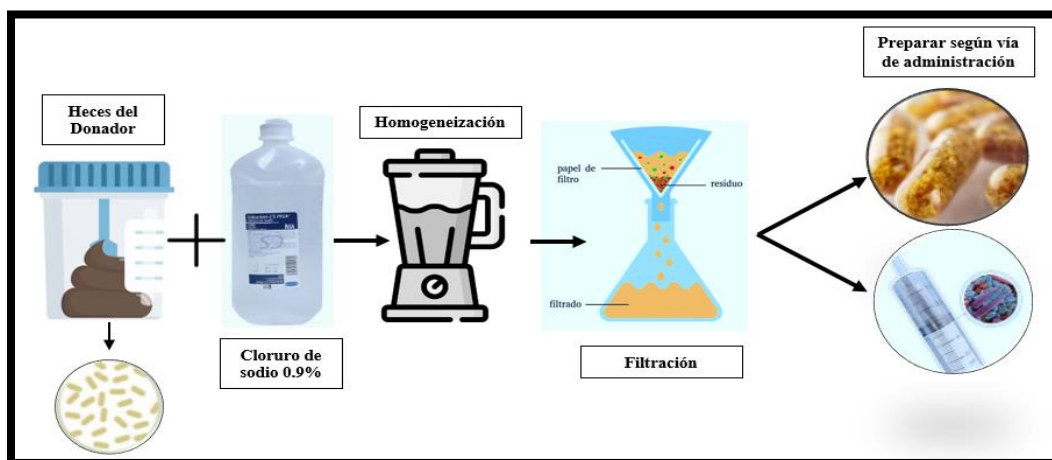 Heces del
Donador
Cloruro de
sodio 0.9%
Homogeneización
papel de
filtro
residuo
filtrado
Filtración
Preparar según vía
de administración